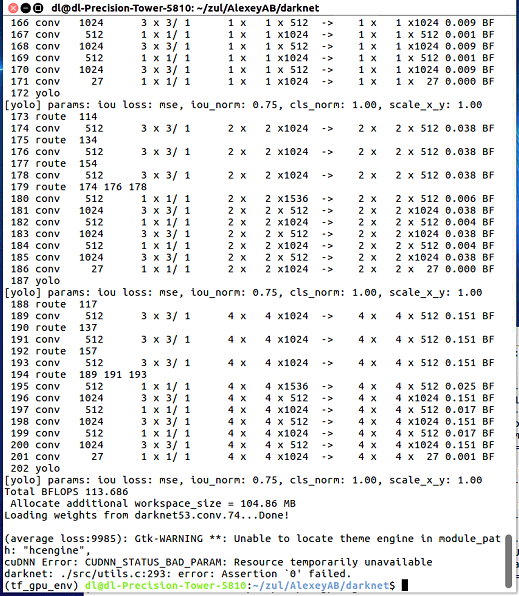 dl@dl-Precision-Tower-5810: ~/zul/AlexeyAB/darknet
166 conv 1024 3 x 3/ 1 1 x 1 x 512 -> 1 x 1 x1024 0.009 BF
167 conv 512 1 x 1/ 1 1 x 1 x1024 -> 1 x 1 x 512 0.001 BF
168 conv 1024 3 x 3/ 1 1 x 1 x 512 -> 1 x 1 x1024 0.009 BF
169 conv 512 1 x 1/ 1 1 x 1 x1024 -> 1 x 1 x 512 0.001 BF
170 conv 1024 3 x 3/ 1 1 x 1 x 512 -> 1 x 1 x1024 0.009 BF
171 conv 27 1 x 1/ 1 1 x 1 x1024 -> 1 x 1 x 27 0.000 BF
172 yolo
[yolo] params: iou loss: mse, iou_norm: 0.75, cls_norm: 1.00, scale_x_y: 1.00
173 route 114
174 conv 512 3 x 3/ 1 2 x 2 x1024 -> 2 x 2 x 512 0.038 BF
175 route 134
176 conv 512 3 x 3/ 1 2 x 2 x1024 -> 2 x 2 x 512 0.038 BF
177 route 154
178 conv 512 3 x 3/ 1 2 x 2 x1024 -> 2 x 2 x 512 0.038 BF
179 route 174 176 178
180 conv 512 1 x 1/ 1 2 x 2 x1536 -> 2 x 2 x 512 0.006 BF
181 conv 1024 3 x 3/ 1 2 x 2 x 512 -> 2 x 2 x1024 0.038 BF
182 conv 512 1 x 1/ 1 2 x 2 x1024 -> 2 x 2 x 512 0.004 BF
183 conv 1024 3 x 3/ 1 2 x 2 x 512 -> 2 x 2 x1024 0.038 BF
184 conv 512 1 x 1/ 1 2 x 2 x1024 -> 2 x 2 x 512 0.004 BF
185 conv 1024 3 x 3/ 1 2 x 2 x 512 -> 2 x 2 x1024 0.038 BF
186 conv 27 1 x 1/ 1 2 x 2 x1024 -> 2 x 2 x 27 0.000 BF
187 yolo
[yolo] params: iou loss: mse, iou_norm: 0.75, cls_norm: 1.00, scale_x_y: 1.00
188 route 117
189 conv 512 3 x 3/ 1 4 x 4 x1024 -> 4 x 4 x 512 0.151 BF
190 route 137
191 conv 512 3 x 3/ 1 4 x 4 x1024 -> 4 x 4 x 512 0.151 BF
192 route 157
193 conv 512 3 x 3/ 1 4 x 4 x1024 -> 4 x 4 x 512 0.151 BF
194 route 189 191 193
195 conv 512 1 x 1/ 1 4 x 4 x1536 -> 4 x 4 x 512 0.025 BF
196 conv 1024 3 x 3/ 1 4 x 4 x 512 -> 4 x 4 x1024 0.151 BF
197 conv 512 1 x 1/ 1 4 x 4 x1024 -> 4 x 4 x 512 0.017 BF
198 conv 1024 3 x 3/ 1 4 x 4 x 512 -> 4 x 4 x1024 0.151 BF
199 conv 512 1 x 1/ 1 4 x 4 x1024 -> 4 x 4 x 512 0.017 BF
200 conv 1024 3 x 3/ 1 4 x 4 x 512 -> 4 x 4 x1024 0.151 BF
201 conv 27 1 x 1/ 1 4 x 4 x1024 -> 4 x 4 x 27 0.001 BF
202 yolo
[yolo] params: iou loss: mse, iou_norm: 0.75, cls_norm: 1.00, scale_x_y: 1.00
Total BFLOPS 113.686
Allocate additional workspace_size = 104.86 MB
Loading weights from darknet53.conv.74...Done!
(average loss:9985): Gtk-WARNING **: Unable to locate theme engine in module_pat
h: "hcengine",
cuDNN Error: CUDNN_STATUS_BAD_PARAM: Resource temporarily unavailable
darknet: ./src/utils.c:293: error: Assertion `0' failed.
(tf_gpu_env) dl@dl-Precision-Tower-5810:~/zul/AlexeyAB/darknet$